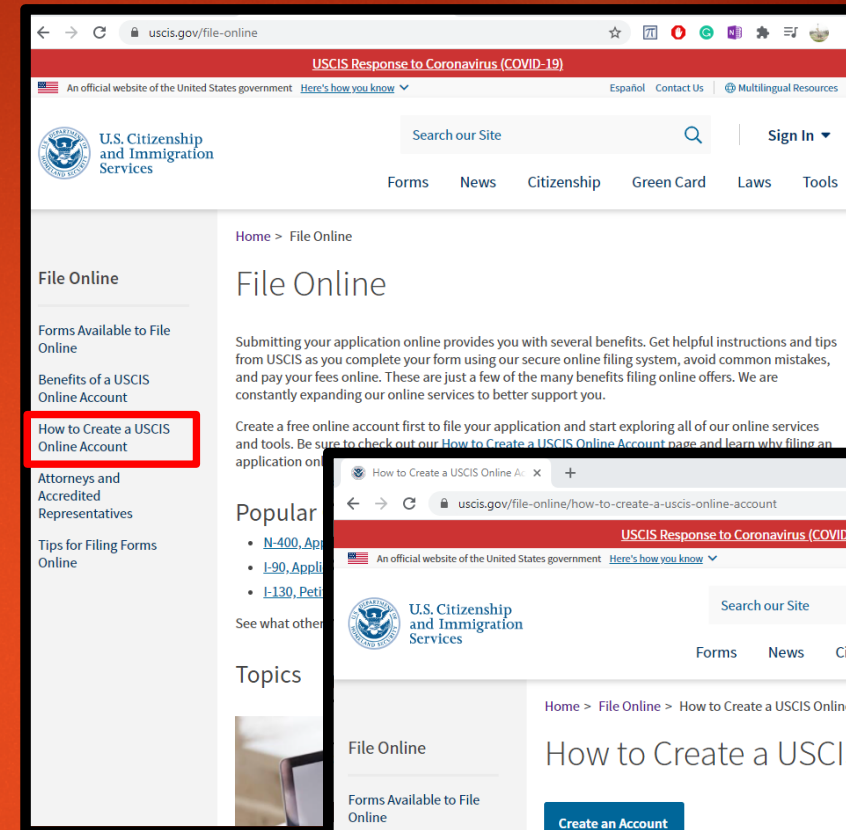 uscis.gov/file-online
USCIS Response to Coronavirus (COVID-19)
An official website of the United States government Here's how you know
Español Contact Us Multilingual Resources
U.S. Citizenship
and Immigration
Services
Search our Site
Sign In
Forms News Citizenship Green Card Laws Tools
Home > File Online
File Online
Forms Available to File
Online
Benefits of a USCIS
Online Account
How to Create a USCIS
Online Account
Attorneys and
Accredited
Representatives
Tips for Filing Forms
Online
File Online
Submitting your application online provides you with several benefits. Get helpful instructions and tips
from USCIS as you complete your form using our secure online filing system, avoid common mistakes,
and pay your fees online. These are just a few of the many benefits filing online offers. We are
constantly expanding our online services to better support you.
Create a free online account first to file your application and start exploring all of our online services
and tools. Be sure to check out our How to Create a USCIS Online Account page and learn why filing an
application onl
Popular
N-400, App
I-90, Appli
I-130, Peti
See what other
Topics
How to Create a USCIS Online Ac
uscis.gov/file-online/how-to-create-a-uscis-online-account
USCIS Response to Coronavirus (COVID
An official website of the United States government Here's how you know
U.S. Citizenship
and Immigration
Services
Search our Site
Forms News Ci
Home > File Online > How to Create a USCIS Onlin
File Online
Forms Available to File
Online
How to Create a USCI
Create an Account